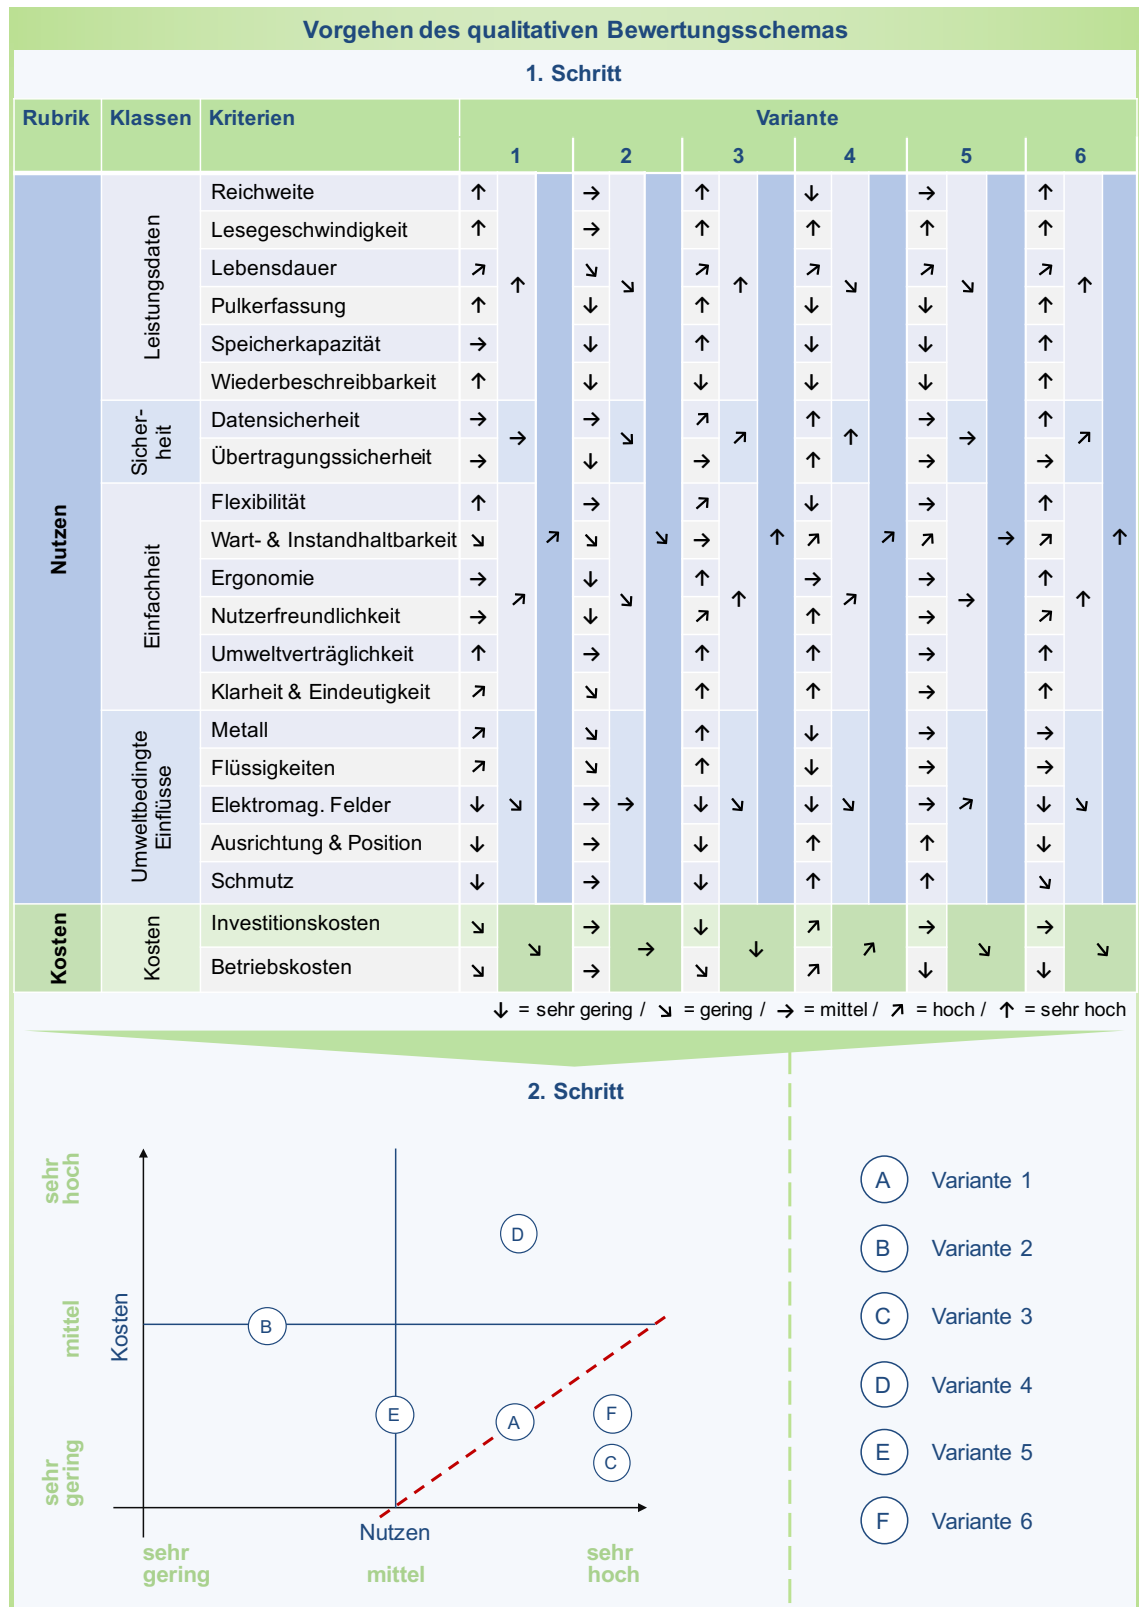 Vorgehen des qualitativen Bewertungsschemas
1. Schritt
Rubrik Klassen Kriterien Variante
1 2 3 4 5 6
Nutzen
Leistungsdaten
Reichweite ↑ → ↑ ↓ → ↑
Lesegeschwindigkeit ↑ → ↑ ↑ ↑ ↑
Lebensdauer ↗ ↘ ↗ ↗ ↗ ↗
↑ ↘ ↑ ↘ ↘ ↑
Pulkerfassung ↑ ↓ ↑ ↓ ↓ ↑
Speicherkapazität → ↓ ↑ ↓ ↓ ↑
Wiederbeschreibbarkeit ↑ ↓ ↓ ↓ ↓ ↑
Sicher-
heit
Datensicherheit → → ↗ ↑ → ↑
→ ↘ ↗ ↑ → ↗
Übertragungssicherheit → ↓ → ↑ → →
Einfachheit
Flexibilität ↑ → ↗ ↓ → ↑
Wart- & Instandhaltbarkeit ↘ ↗ ↘ ↘ → ↑ ↗ ↗ ↗ → ↗ ↑
Ergonomie → ↓ ↑ → → ↑
↗ ↘ ↑ ↗ → ↑
Nutzerfreundlichkeit → ↓ ↗ ↑ → ↗
Umweltverträglichkeit ↑ → ↑ ↑ → ↑
Klarheit & Eindeutigkeit ↗ ↘ ↑ ↑ → ↑
Umweltbedingte
Einflüsse
Metall ↗ ↘ ↑ ↓ → →
Flüssigkeiten ↗ ↘ ↑ ↓ → →
Elektromag. Felder ↓ ↘ → → ↓ ↘ ↓ ↘ → ↗ ↓ ↘
Ausrichtung & Position ↓ → ↓ ↑ ↑ ↓
Schmutz ↓ → ↓ ↑ ↑ ↘
Kosten
Kosten
Investitionskosten ↘ → ↓ ↗ → →
↘ → ↓ ↗ ↘ ↘
Betriebskosten ↘ → ↘ ↗ ↓ ↓
↓ = sehr gering / ↘ = gering / → = mittel / ↗ = hoch / ↑ = sehr hoch
2. Schritt
sehr
hoch
mittel
sehr
gering
Kosten
D
B
E
A
F
C
Nutzen
sehr
gering
mittel
sehr
hoch
A Variante 1
B Variante 2
C Variante 3
D Variante 4
E Variante 5
F Variante 6